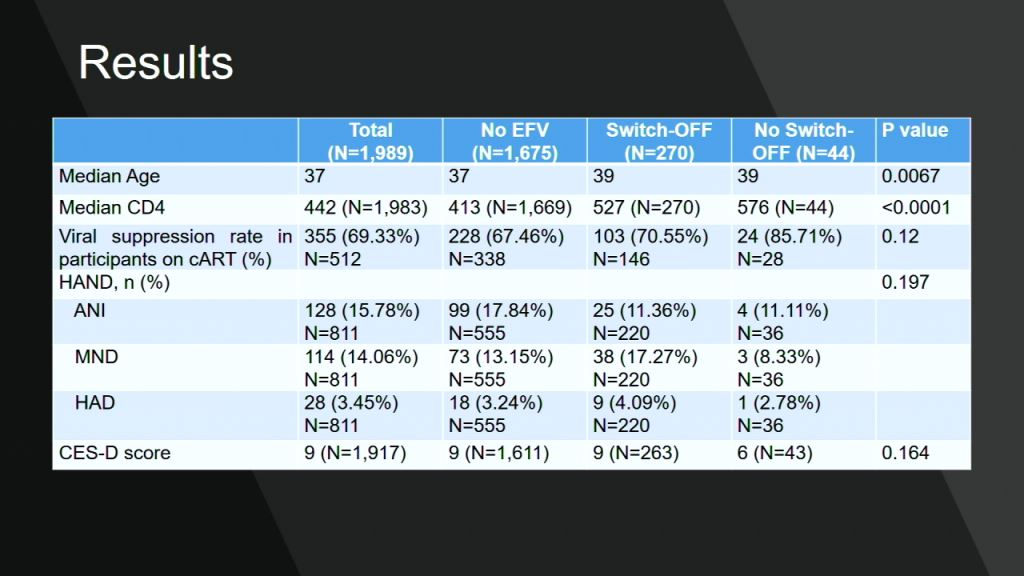 Results
Total No EFV Switch-OFF No Switch- P value
(N=1,989) (N=1,675) (N=270) OFF (N=44)
Median Age 37 37 39 39 0.0067
Median CD4 442 (N=1,983) 413 (N=1,669) 527 (N=270) 576 (N=44) <0.0001
Viral suppression rate in 355 (69.33%) 228 (67.46%) 103 (70.55%) 24 (85.71%) 0.12
participants on cART (%) N=512 N=338 N=146 N=28
HAND, n (%) 0.197
ANI 128 (15.78%) 99 (17.84%) 25 (11.36%) 4 (11.11%)
N=811 N=555 N=220 N=36
MND 114 (14.06%) 73 (13.15%) 38 (17.27%) 3 (8.33%)
N=811 N=555 N=220 N=36
HAD 28 (3.45%) 18 (3.24%) 9 (4.09%) 1 (2.78%)
N=811 N=555 N=220 N=36
CES-D score 9 (N=1,917) 9 (N=1,611) 9 (N=263) 6 (N=43) 0.164